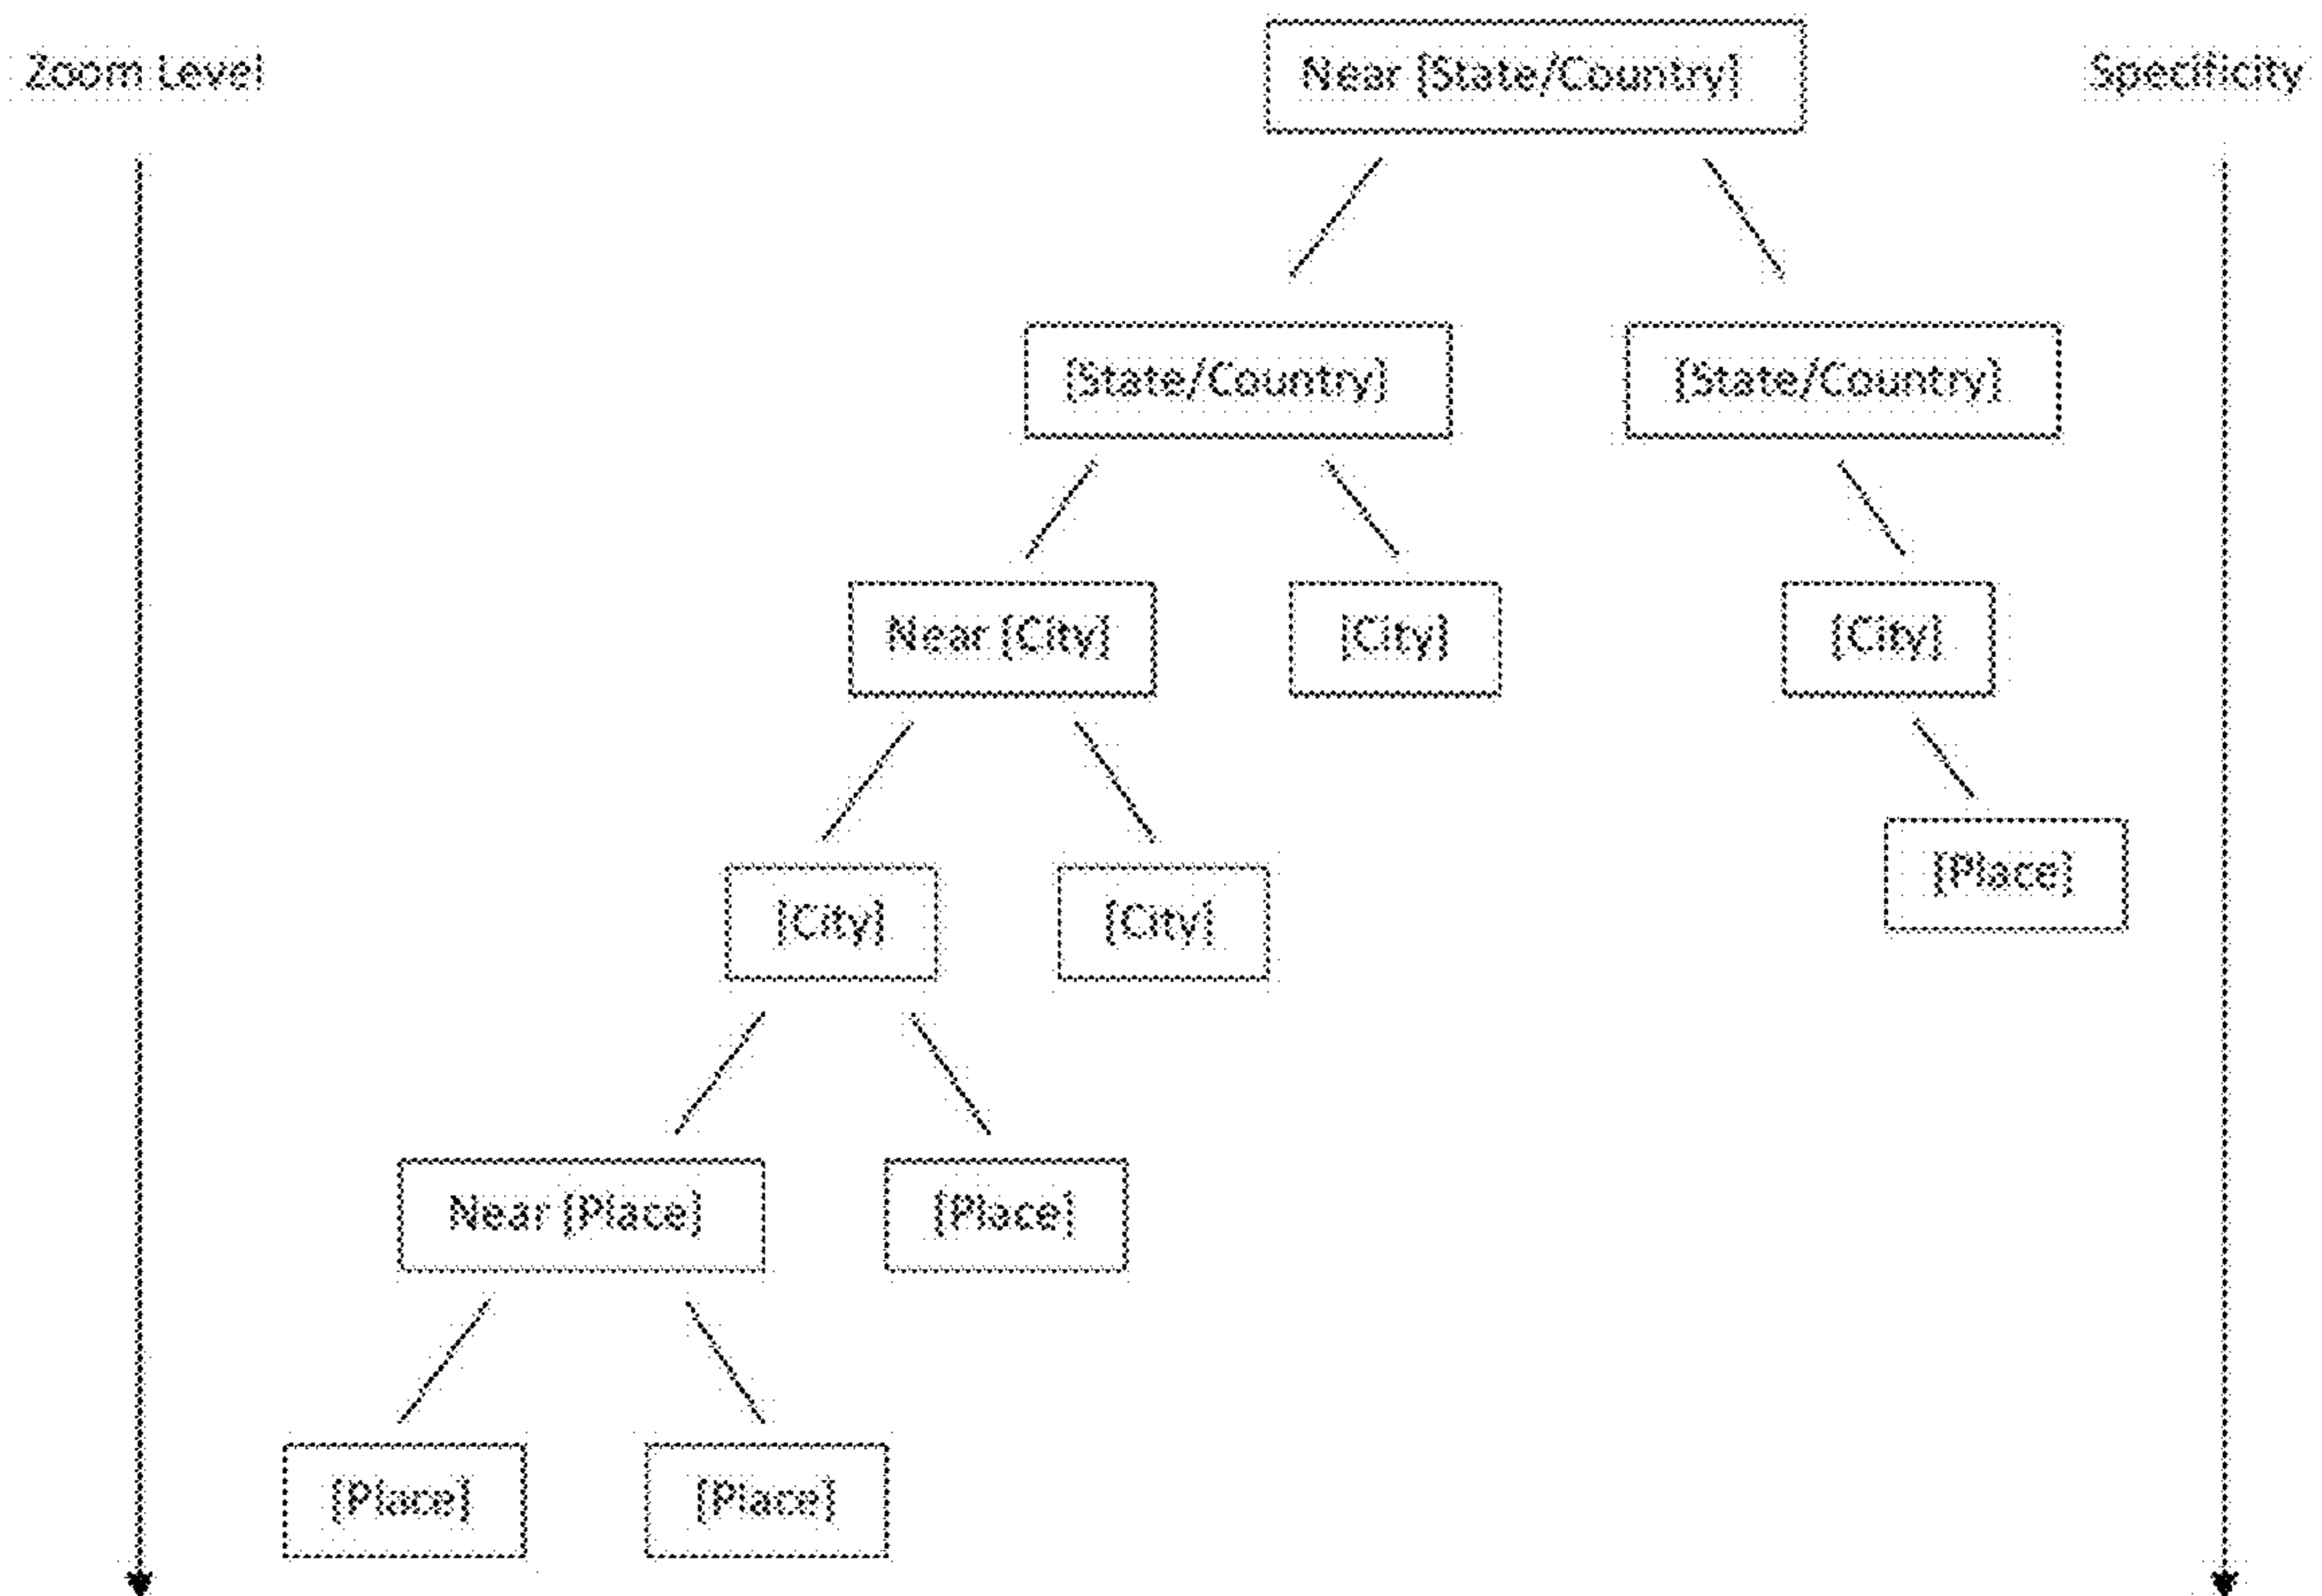 Zoom Level
Near [State/Country]
Specificity
[State/Country]
[State/Country]
Near [City]
[City]
[City]
[Place]
[City]
[City]
Near [Place]
[Place]
[Place]
[Place]